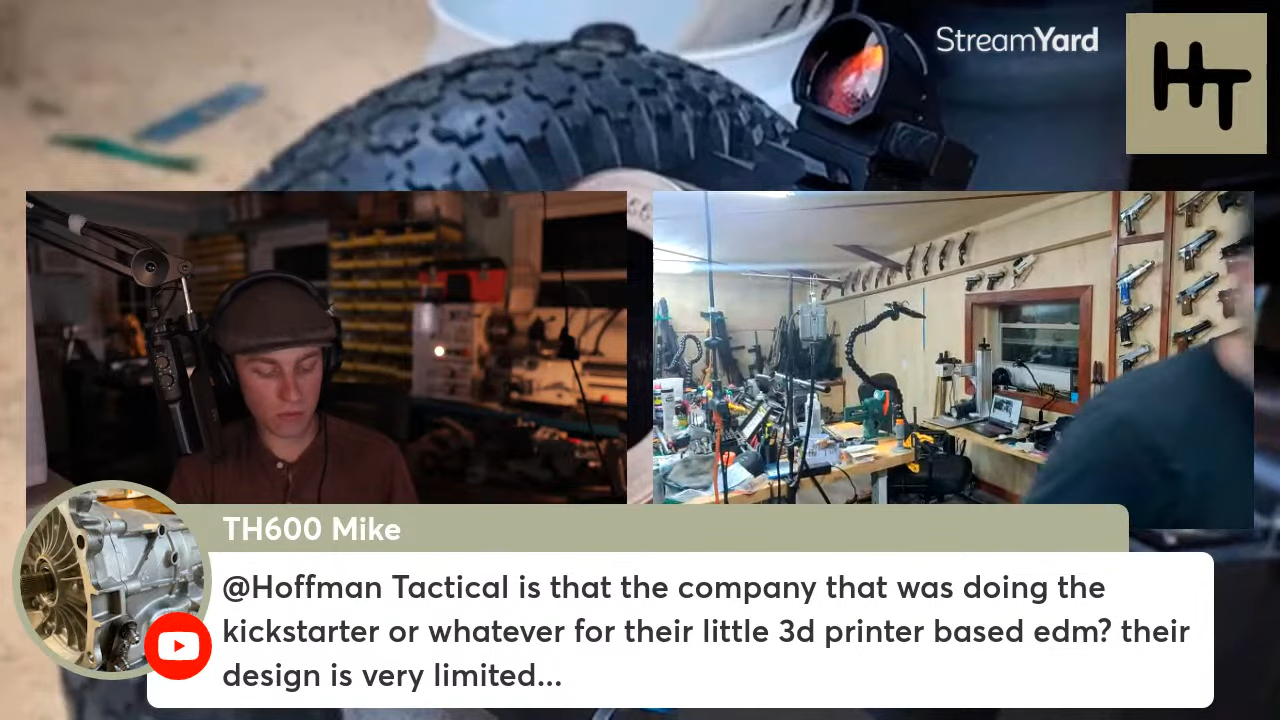 StreamYard
HT
TH600 Mike
@Hoffman Tactical is that the company that was doing the
kickstarter or whatever for their little 3d printer based edm? their
design is very limited...